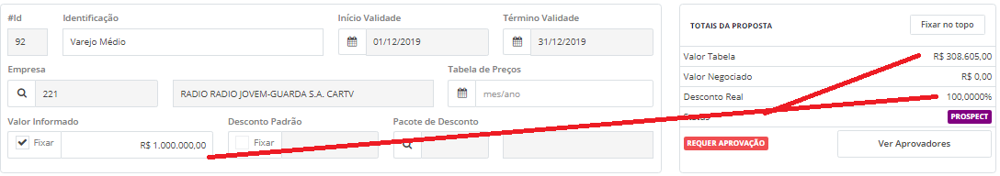 #Id Identificação Início Validade Término Validade
92 Varejo Médio 01/12/2019 31/12/2019
Empresa Tabela de Preços
221 RADIO RADIO JOVEM-GUARDA S.A. CARTV mes/ano
Valor Informado Desconto Padrão Pacote de Desconto
Fixar R$ 1.000.000,00 Fixar
TOTAIS DA PROPOSTA Fixar no topo
Valor Tabela R$ 308.605,00
Valor Negociado R$ 0,00
Desconto Real 100,0000%
Status PROSPECT
REQUER APROVAÇÃO Ver Aprovadores